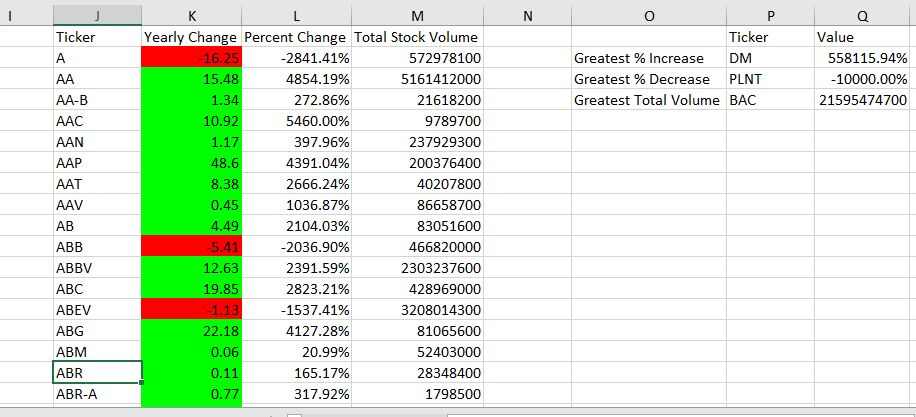 I J K L M N O P Q
Ticker Yearly Change Percent Change Total Stock Volume Ticker Value
A -16.25 -2841.41% 572978100 Greatest % Increase DM 558115.94%
AA 15.48 4854.19% 5161412000 Greatest % Decrease PLNT -10000.00%
AA-B 1.34 272.86% 21618200 Greatest Total Volume BAC 21595474700
AAC 10.92 5460.00% 9789700
AAN 1.17 397.96% 237929300
AAP 48.6 4391.04% 200376400
AAT 8.38 2666.24% 40207800
AAV 0.45 1036.87% 86658700
AB 4.49 2104.03% 83051600
ABB -5.41 -2036.90% 466820000
ABBV 12.63 2391.59% 2303237600
ABC 19.85 2823.21% 428969000
ABEV -1.13 -1537.41% 3208014300
ABG 22.18 4127.28% 81065600
ABM 0.06 20.99% 52403000
ABR 0.11 165.17% 28348400
ABR-A 0.77 317.92% 1798500